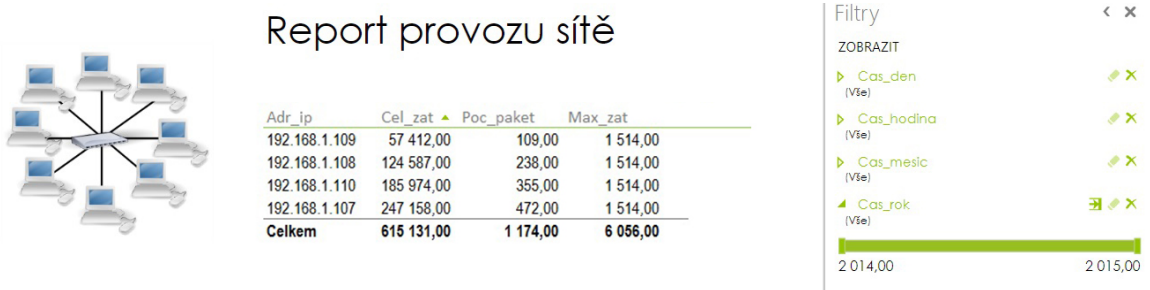 Report provozu sítě
Adr_ip Cel_zat Poc_paket Max_zat
192.168.1.109 57 412,00 109,00 1 514,00
192.168.1.108 124 587,00 238,00 1 514,00
192.168.1.110 185 974,00 355,00 1 514,00
192.168.1.107 247 158,00 472,00 1 514,00
Celkem 615 131,00 1 174,00 6 056,00
Filtry
ZOBRAZIT
Cas_den
(Vše)
Cas_hodina
(Vše)
Cas_mesic
(Vše)
Cas_rok
(Vše)
2 014,00 2 015,00